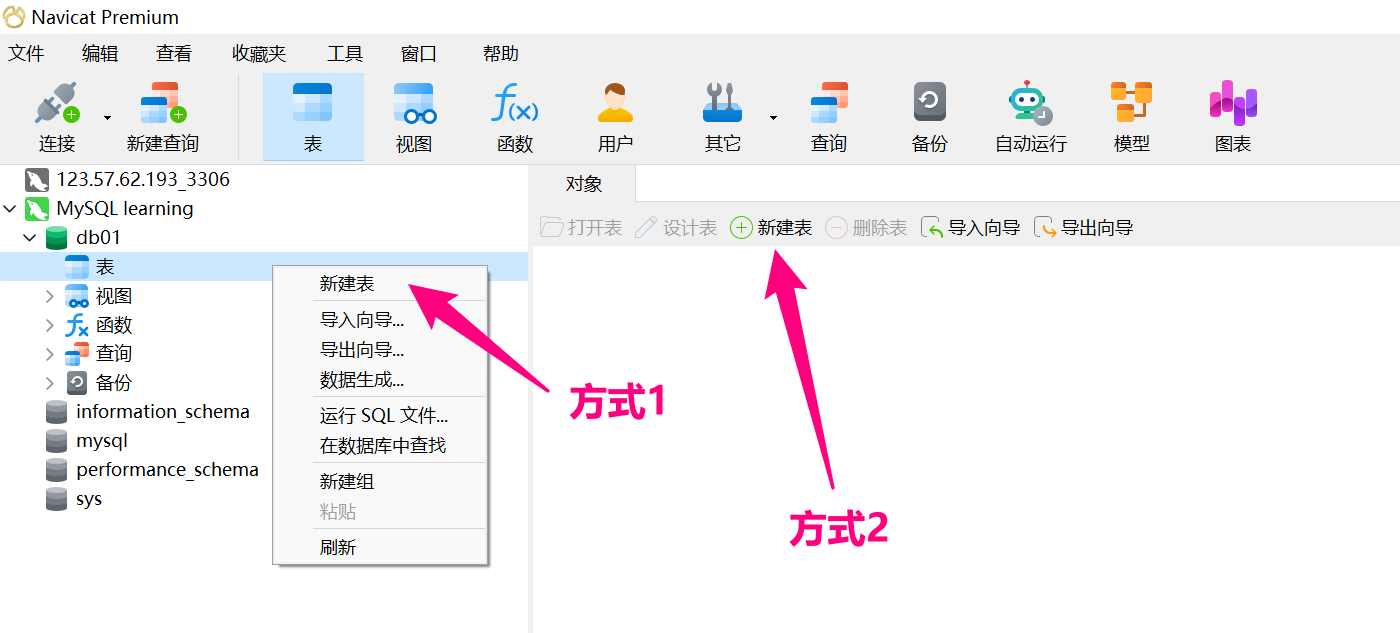 Navicat Premium
文件 编辑 查看 收藏夹 工具 窗口 帮助
连接 新建查询 表 视图 函数 用户 其它 查询 备份 自动运行 模型 图表
123.57.62.193_3306
MySQL learning
db01
表
视图
函数
查询
备份
information_schema
mysql
performance_schema
sys
对象
打开表 设计表 新建表 删除表 导入向导 导出向导
新建表
导入向导...
导出向导...
数据生成...
运行 SQL 文件...
在数据库中查找
新建组
粘贴
刷新
方式1
方式2